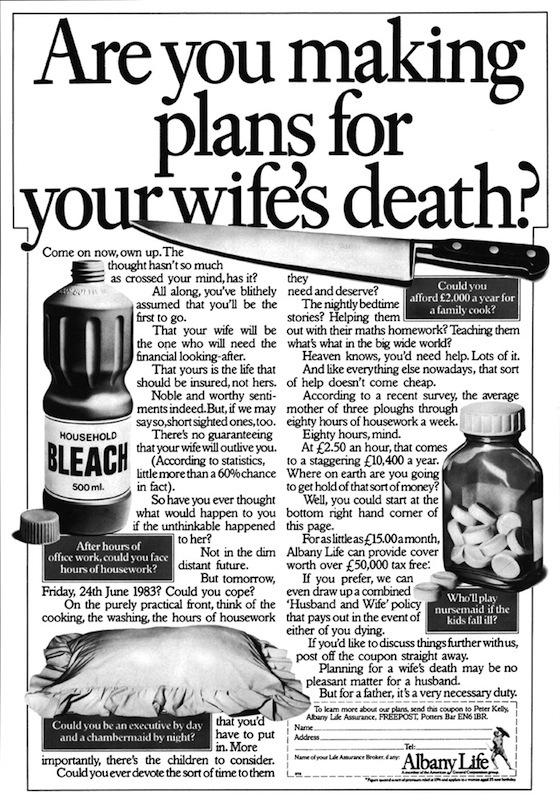 Are you making
plans for
your wife's death?
Come on now, own up. The
thought hasn't so much
as crossed your mind, has it?
All along, you've blithely
assumed that you'll be the
first to go.
That your wife will be
the one who will need the
financial looking-after.
That yours is the life that
should be insured, not hers.
Noble and worthy senti-
ments indeed. But, if we may
say so, short sighted ones, too.
There's no guaranteeing
that your wife will outlive you.
(According to statistics,
little more than a 60% chance
in fact).
So have you ever thought
what would happen to you
if the unthinkable happened
to her?
Not in the dim
distant future.
But tomorrow,
Friday, 24th June 1983? Could you cope?
On the purely practical front, think of the
cooking, the washing, the hours of housework
that you'd
have to put
in. More
importantly, there's the children to consider.
Could you ever devote the sort of time to them
HOUSEHOLD
BLEACH
500 ml.
After hours of
office work, could you face
hours of housework?
Could you be an executive by day
and a chambermaid by night?
they
need and deserve?
The nightly bedtime
stories? Helping them
out with their maths homework? Teaching them
what's what in the big wide world?
Heaven knows, you'd need help. Lots of it.
And like everything else nowadays, that sort
of help doesn't come cheap.
According to a recent survey, the average
mother of three ploughs through
eighty hours of housework a week.
Eighty hours, mind.
At £2.50 an hour, that comes
to a staggering £10,400 a year.
Where on earth are you going
to get hold of that sort of money?
Well, you could start at the
bottom right hand corner of
this page.
For as little as £15.00 a month,
Albany Life can provide cover
worth over £50,000 tax free.*
If you prefer, we can
even draw up a combined
'Husband and Wife' policy
that pays out in the event of
either of you dying.
If you'd like to discuss things further with us,
post off the coupon straight away.
Planning for a wife's death may be no
pleasant matter for a husband.
But for a father, it's a very necessary duty.
Could you
afford £2,000 a year for
a family cook?
Who'll play
nursemaid if the
kids fall ill?
To learn more about our plans, send this coupon to Peter Kelly,
Albany Life Assurance, FREEPOST, Potters Bar EN6 1BR.
Name
Address
Tel:
Name of your Life Assurance Broker, if any:
Albany Life
A member of the American General Corporation group.